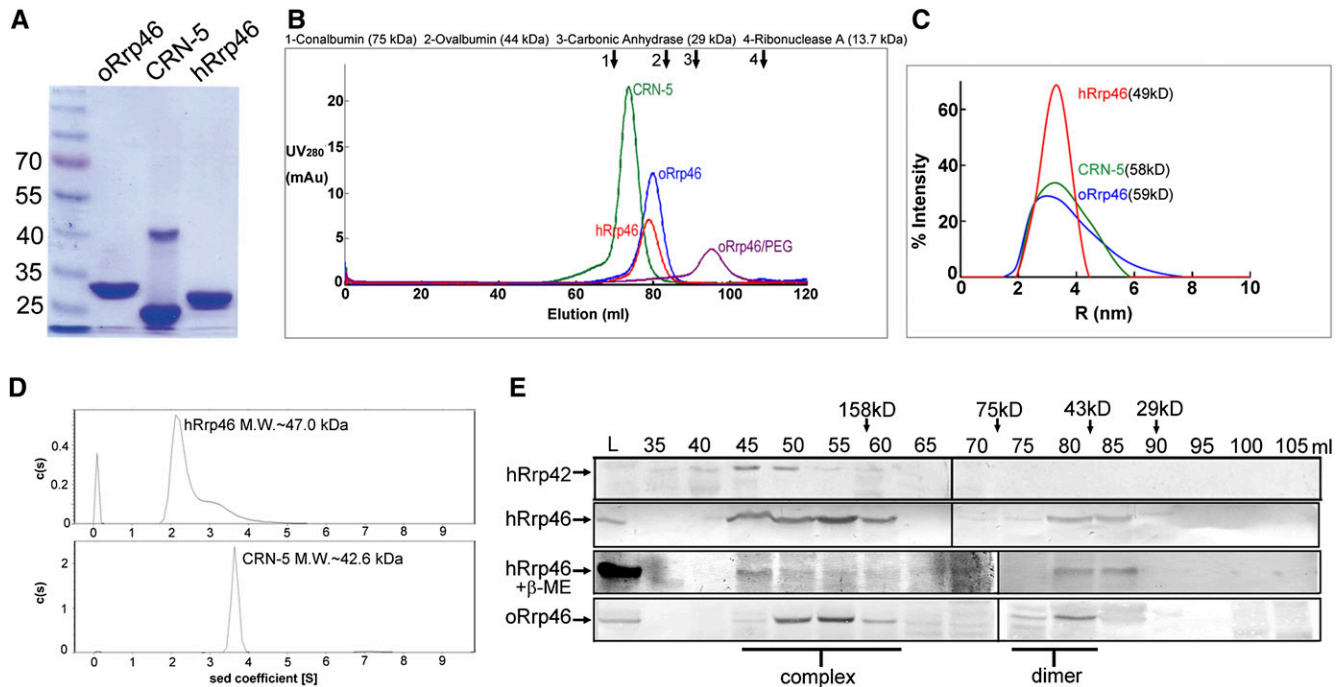 A
oRrp46
CRN-5
hRrp46
70
55
40
35
25
B
1-Conalbumin (75 kDa) 2-Ovalbumin (44 kDa) 3-Carbonic Anhydrase (29 kDa) 4-Ribonuclease A (13.7 kDa)
1 2 3 4
CRN-5
oRrp46
hRrp46
oRrp46/PEG
UV280
(mAu)
20
15
10
5
0
0 20 40 60 80 100 120
Elution (ml)
C
hRrp46(49kD)
CRN-5(58kD)
oRrp46(59kD)
% Intensity
60
40
20
0
0 2 4 6 8 10
R (nm)
D
hRrp46 M.W.~47.0 kDa
c(s)
0.4
0.2
0
0 1 2 3 4 5 6 7 8 9
CRN-5 M.W.~42.6 kDa
c(s)
2
1
0
0 1 2 3 4 5 6 7 8 9
sed coefficient [S]
E
158kD 75kD 43kD 29kD
L 35 40 45 50 55 60 65 70 75 80 85 90 95 100 105 ml
hRrp42
hRrp46
hRrp46
+β-ME
oRrp46
complex dimer